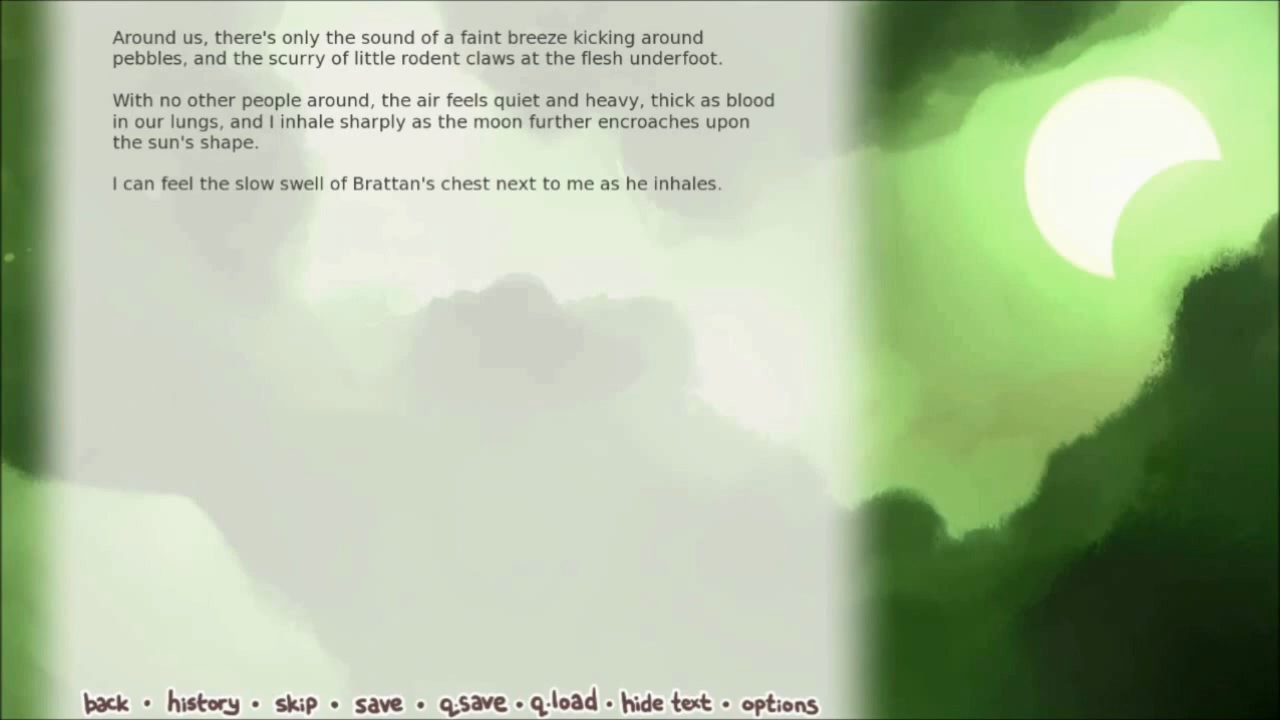 Around us, there's only the sound of a faint breeze kicking around
pebbles, and the scurry of little rodent claws at the flesh underfoot.
With no other people around, the air feels quiet and heavy, thick as blood
in our lungs, and I inhale sharply as the moon further encroaches upon
the sun's shape.
I can feel the slow swell of Brattan's chest next to me as he inhales.
back • history • skip • save • q.save • q.load • hide text • options